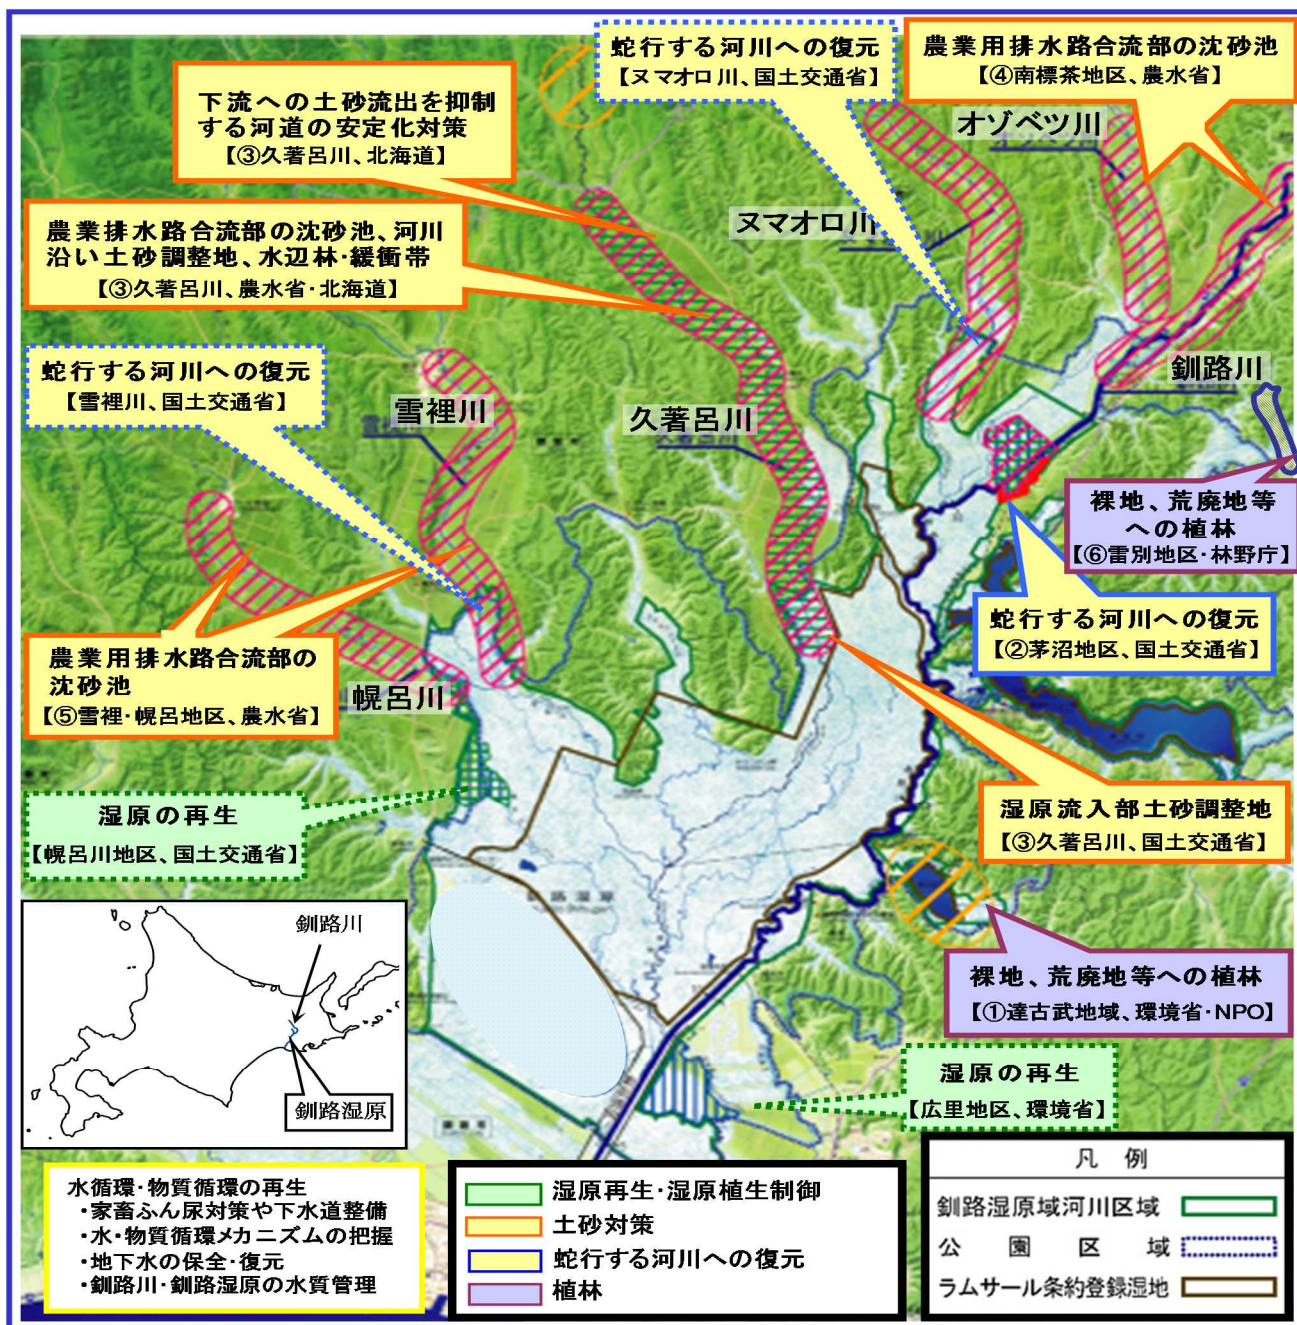 蛇行する河川への復元
【ヌマオロ川、国土交通省】
農業用排水路合流部の沈砂池
【④南標茶地区、農水省】
下流への土砂流出を抑制
する河道の安定化対策
【③久著呂川、北海道】
オソベツ川
ヌマオロ川
農業排水路合流部の沈砂池、河川
沿い土砂調整地、水辺林・緩衝帯
【③久著呂川、農水省・北海道】
蛇行する河川への復元
【雪裡川、国土交通省】
雪裡川
久著呂川
釧路川
裸地、荒廃地等
への植林
【⑥雷別地区・林野庁】
蛇行する河川への復元
【②茅沼地区、国土交通省】
農業用排水路合流部の
沈砂池
【⑤雪裡・幌呂地区、農水省】
幌呂川
湿原の再生
【幌呂川地区、国土交通省】
湿原流入部土砂調整地
【③久著呂川、国土交通省】
裸地、荒廃地等への植林
【①達古武地域、環境省・NPO】
湿原の再生
【広里地区、環境省】
釧路川
釧路湿原
水循環・物質循環の再生
・家畜ふん尿対策や下水道整備
・水・物質循環メカニズムの把握
・地下水の保全・復元
・釧路川・釧路湿原の水質管理
湿原再生・湿原植生制御
土砂対策
蛇行する河川への復元
植林
凡 例
釧路湿原域河川区域
公園区域
ラムサール条約登録湿地